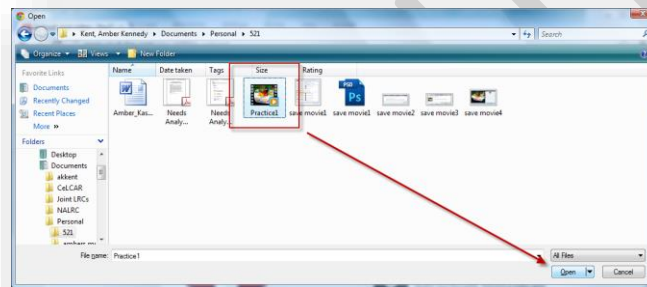 Open
Kent, Amber Kennedy ▸ Documents ▸ Personal ▸ 521
Search
Organize Views New Folder
Favorite Links
Name Date taken Tags Size Rating
Documents
Recently Changed
Recent Places
More »
Amber_Kas... Needs Analy... Needs Analy... Practice1 save movie1 save movie1 save movie2 save movie3 save movie4
PSD
Ps
Folders
Desktop
Documents
akkent
CeLCAR
Joint LRCs
NALRC
Personal
521
File name: Practice1
All Files
Open Cancel